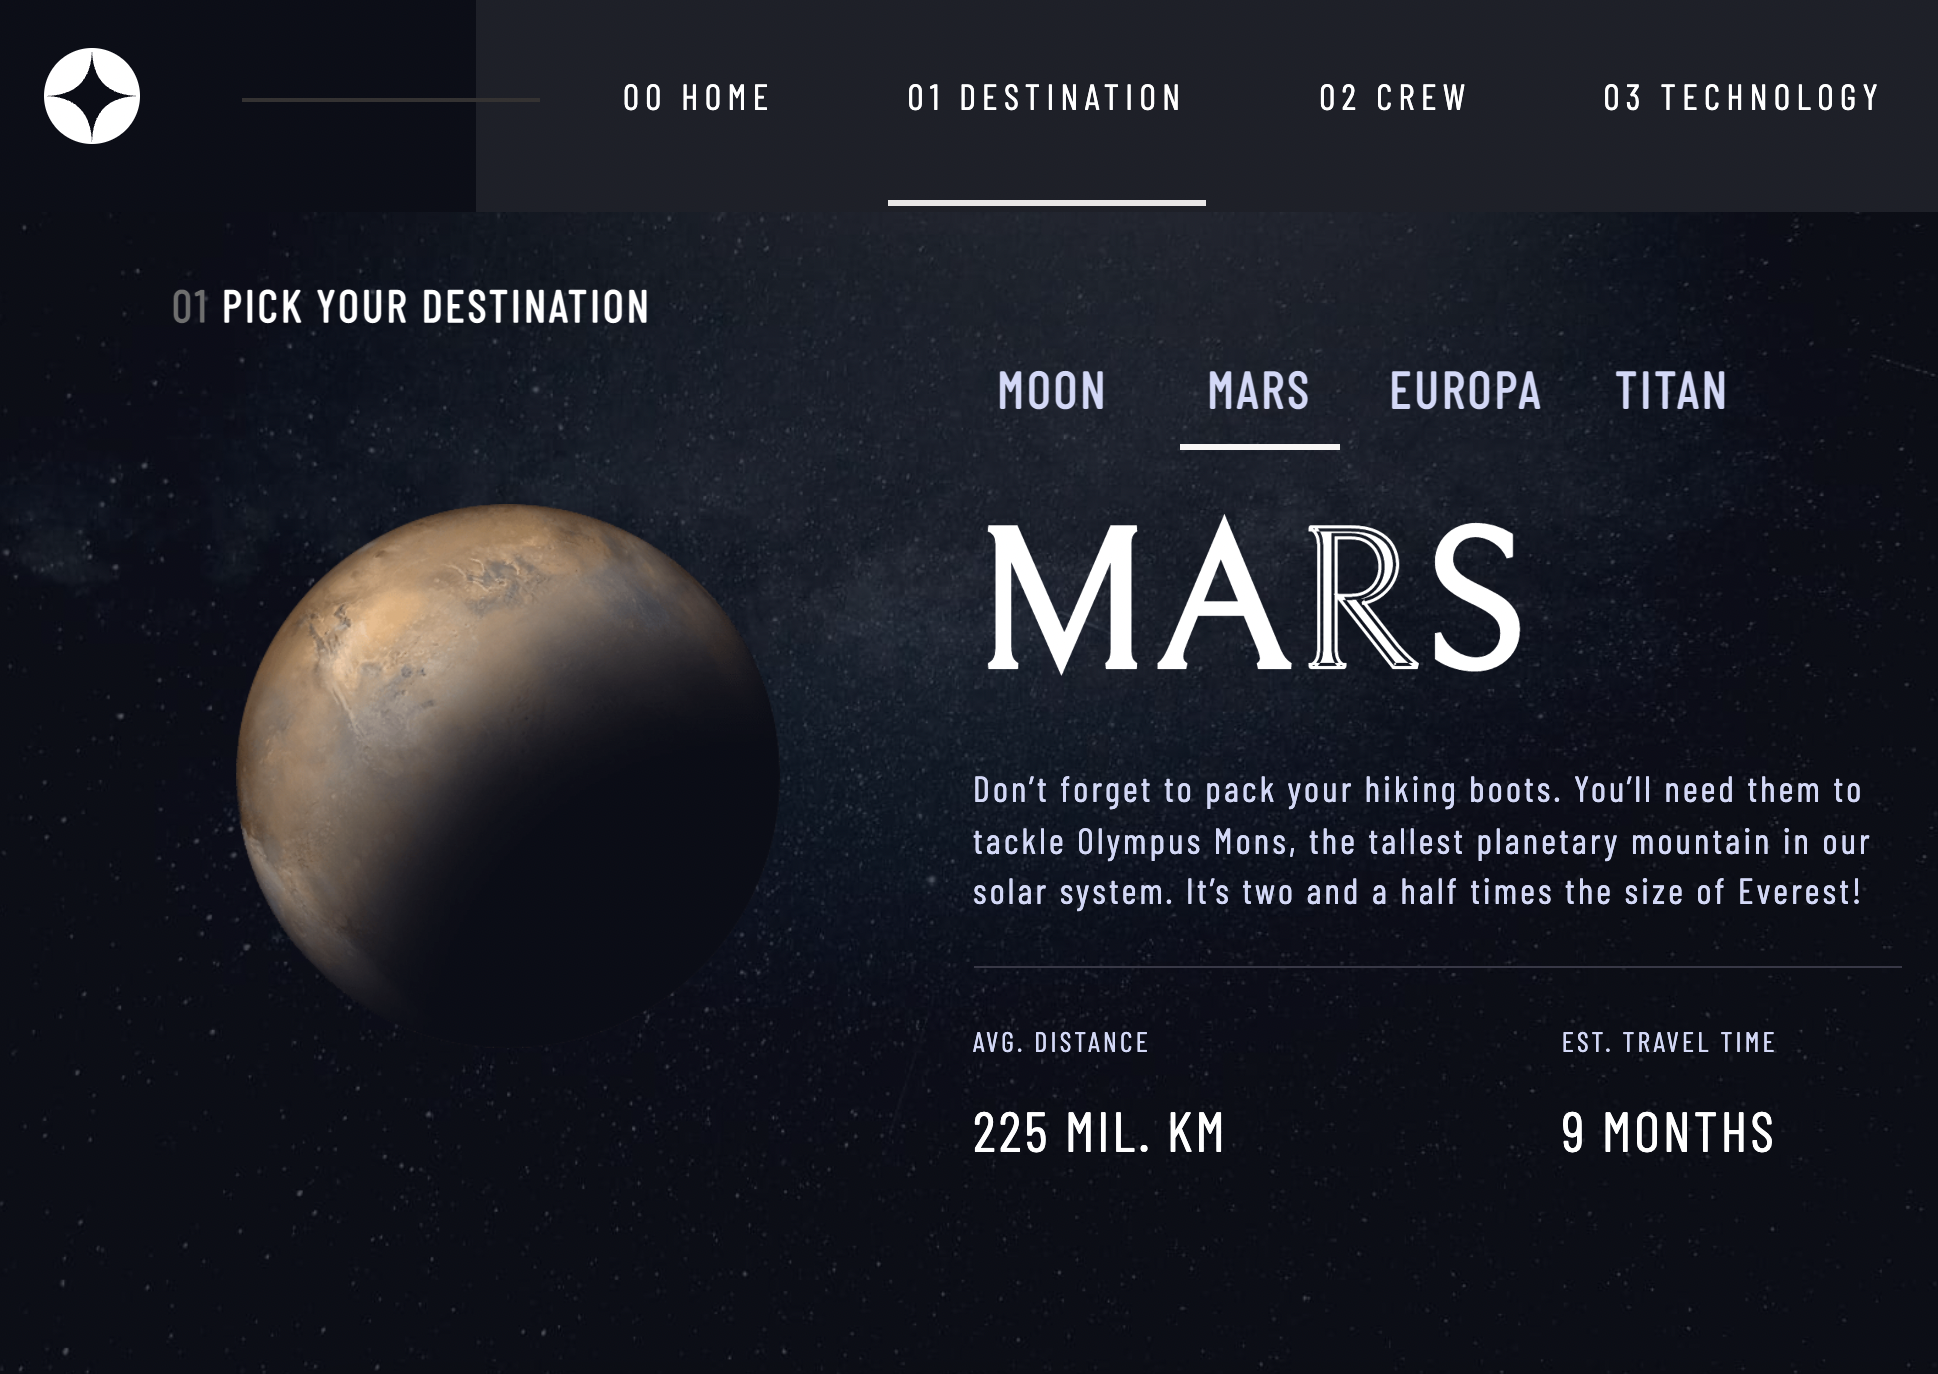 00 HOME
01 DESTINATION
02 CREW
03 TECHNOLOGY
01 PICK YOUR DESTINATION
MOON
MARS
EUROPA
TITAN
MARS
Don’t forget to pack your hiking boots. You’ll need them to
tackle Olympus Mons, the tallest planetary mountain in our
solar system. It’s two and a half times the size of Everest!
AVG. DISTANCE
EST. TRAVEL TIME
225 MIL. KM
9 MONTHS